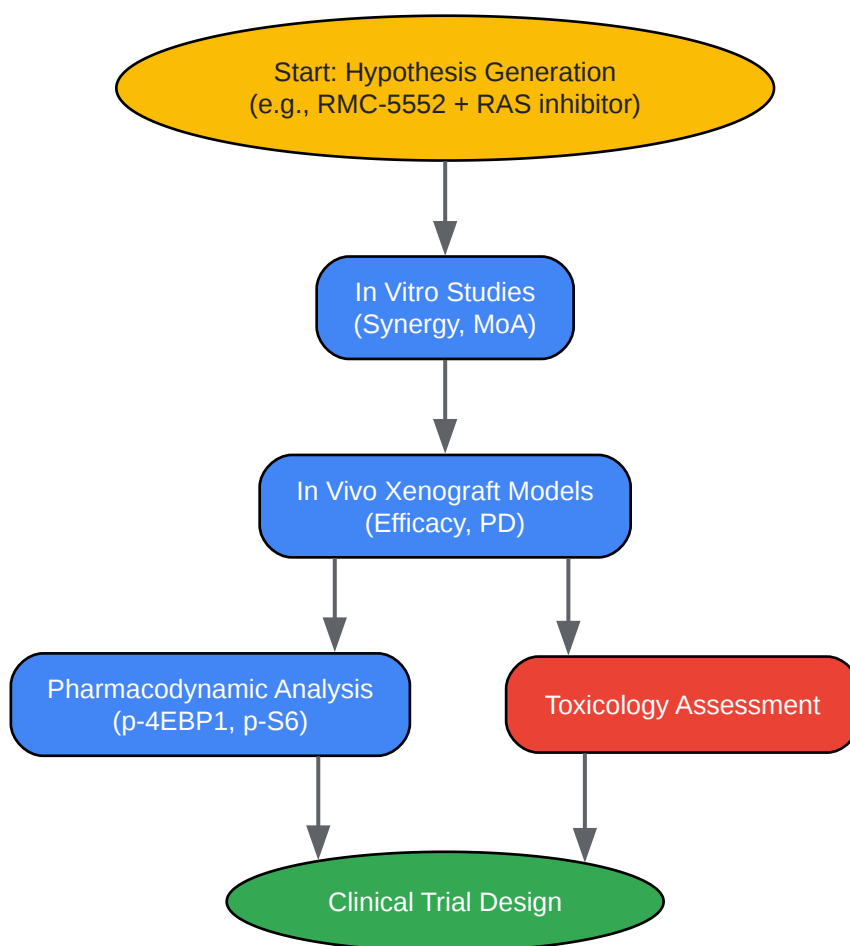 Start: Hypothesis Generation
(e.g., RMC-5552 + RAS inhibitor)
In Vitro Studies
(Synergy, MoA)
In Vivo Xenograft Models
(Efficacy, PD)
Pharmacodynamic Analysis
(p-4EBP1, p-S6)
Toxicology Assessment
Clinical Trial Design